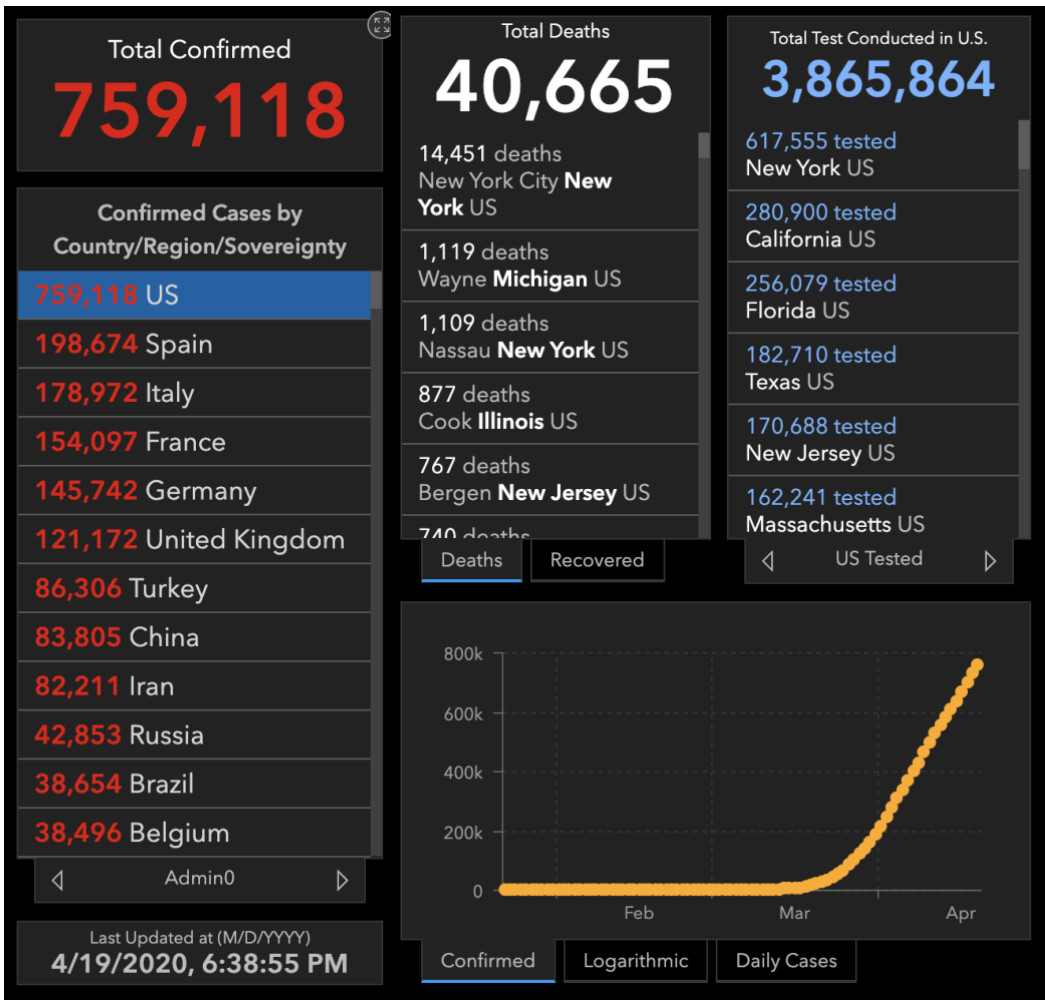 Total Confirmed
759,118
Confirmed Cases by
Country/Region/Sovereignty
759,118 US
198,674 Spain
178,972 Italy
154,097 France
145,742 Germany
121,172 United Kingdom
86,306 Turkey
83,805 China
82,211 Iran
42,853 Russia
38,654 Brazil
38,496 Belgium
Admin0
Last Updated at (M/D/YYYY)
4/19/2020, 6:38:55 PM
Total Deaths
40,665
14,451 deaths
New York City New
York US
1,119 deaths
Wayne Michigan US
1,109 deaths
Nassau New York US
877 deaths
Cook Illinois US
767 deaths
Bergen New Jersey US
740 deaths
Deaths
Recovered
Total Test Conducted in U.S.
3,865,864
617,555 tested
New York US
280,900 tested
California US
256,079 tested
Florida US
182,710 tested
Texas US
170,688 tested
New Jersey US
162,241 tested
Massachusetts US
US Tested
800k
600k
400k
200k
0
Feb Mar Apr
Confirmed
Logarithmic
Daily Cases